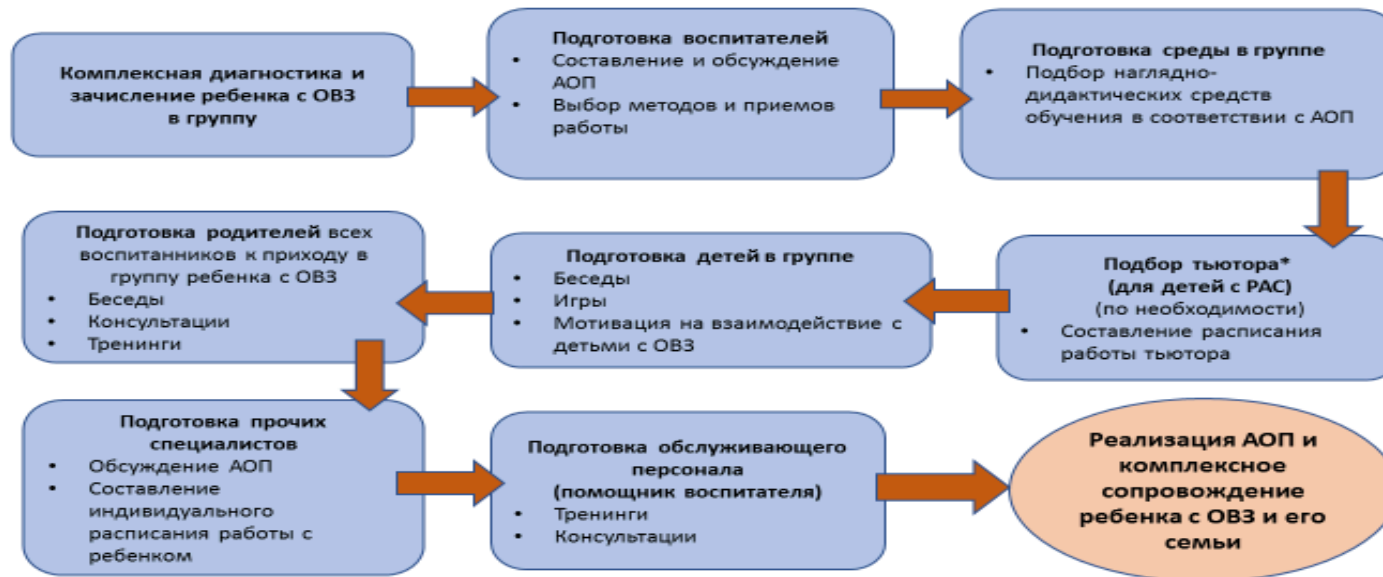 Комплексная диагностика и
зачисление ребенка с ОВЗ
в группу
Подготовка воспитателей
• Составление и обсуждение
АОП
• Выбор методов и приемов
работы
Подготовка среды в группе
• Подбор наглядно-
дидактических средств
обучения в соответствии с АОП
Подбор тьютора*
(для детей с РАС)
(по необходимости)
• Составление расписания
работы тьютора
Подготовка детей в группе
• Беседы
• Игры
• Мотивация на взаимодействие с
детьми с ОВЗ
Подготовка родителей всех
воспитанников к приходу в
группу ребенка с ОВЗ
• Беседы
• Консультации
• Тренинги
Подготовка прочих
специалистов
• Обсуждение АОП
• Составление
индивидуального
расписания работы с
ребенком
Подготовка обслуживающего
персонала
(помощник воспитателя)
• Тренинги
• Консультации
Реализация АОП и
комплексное
сопровождение
ребенка с ОВЗ и его
семьи